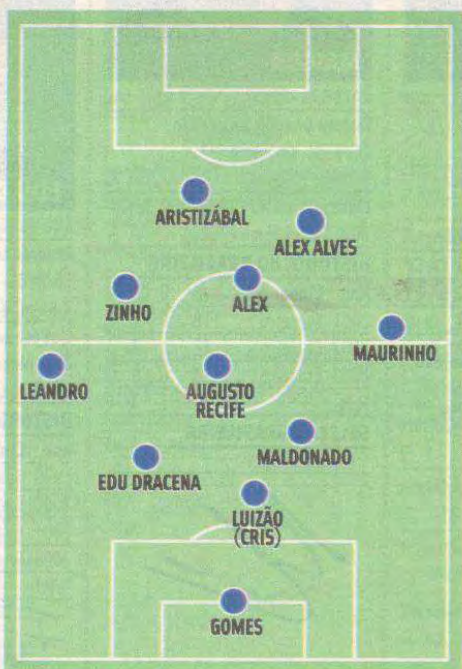 ARISTIZÁBAL
ALEX ALVES
ZINHO
ALEX
MAURINHO
LEANDRO
AUGUSTO
RECIFE
MALDONADO
EDU DRACENA
LUIZÃO
(CRIS)
GOMES